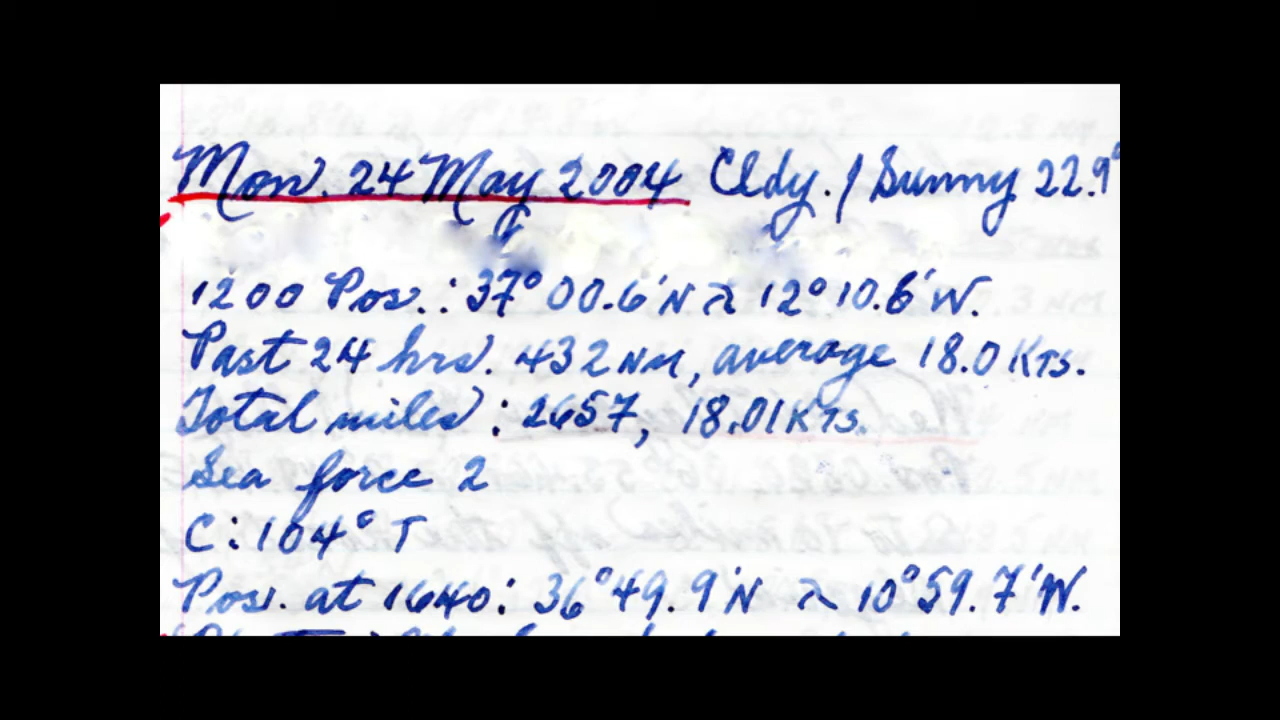 Mon. 24 May 2004 Cldy. / Sunny 22.9°
1200 Pos.: 37° 00.6'N λ 12° 10.6'W.
Past 24 hrs. 432 NM, average 18.0 KTS.
Total miles: 2657, 18.01 KTS.
Sea force 2
C: 104° T
Pos. at 1640: 36° 49.9'N λ 10° 59.7'W.